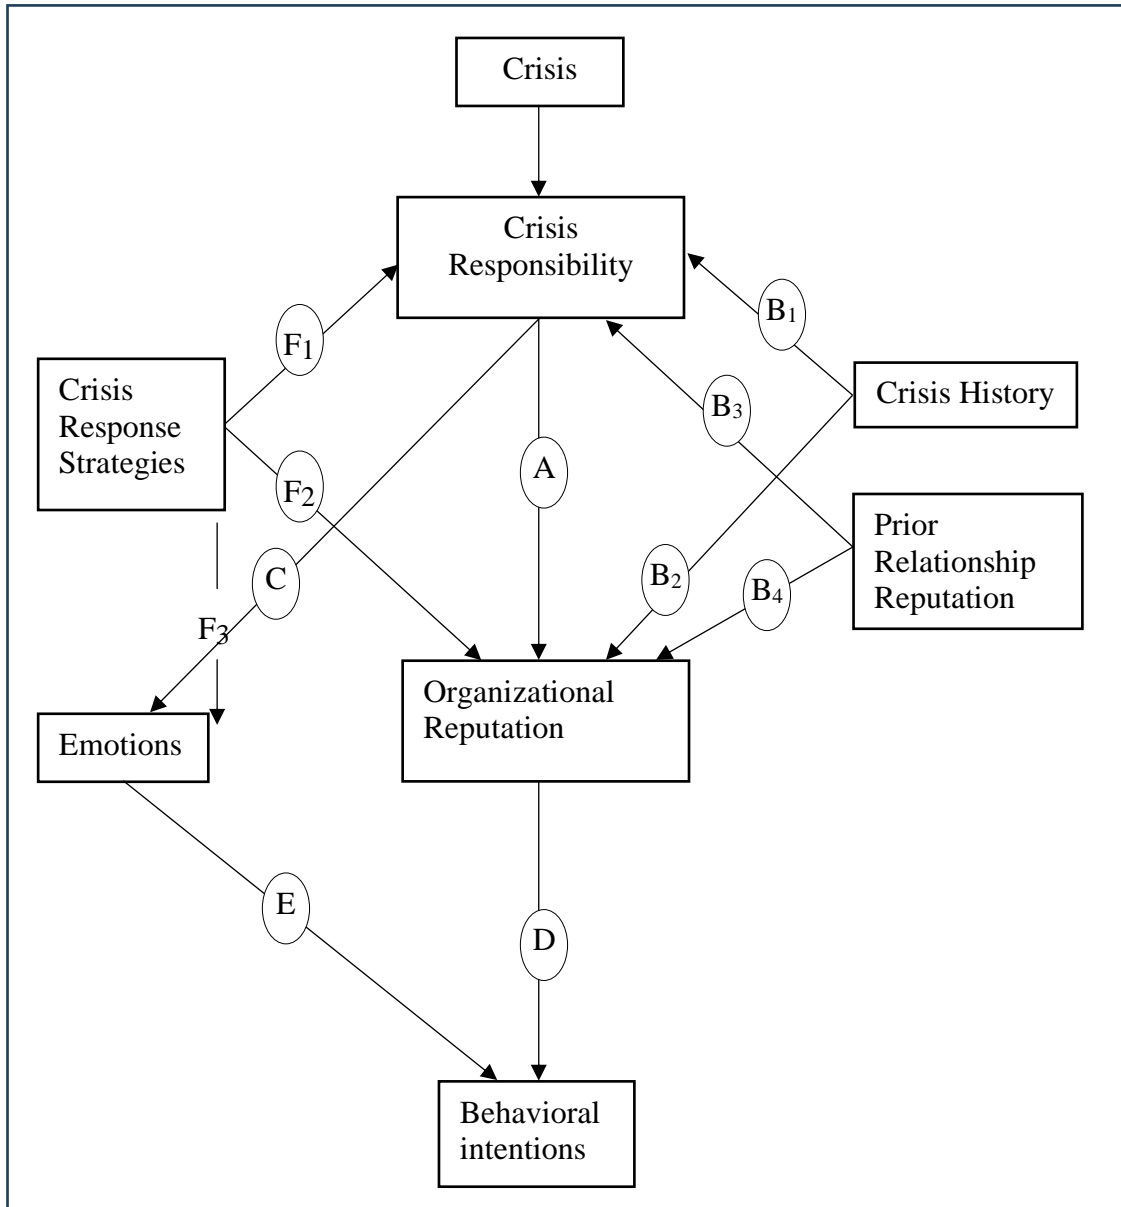 Crisis
Crisis
Responsibility
B1
F1
Crisis
Response
Strategies
Crisis History
B3
A
F2
Prior
Relationship
Reputation
C
B2
B4
F3
Organizational
Reputation
Emotions
E
D
Behavioral
intentions